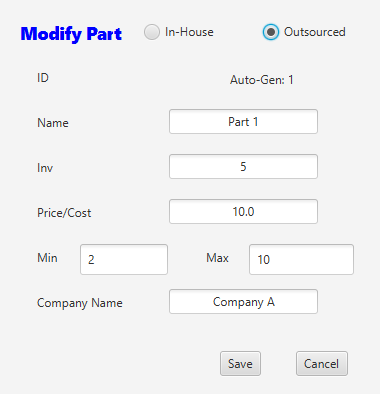 Modify Part In-House Outsourced
ID Auto-Gen: 1
Name Part 1
Inv 5
Price/Cost 10.0
Min 2 Max 10
Company Name Company A
Save Cancel